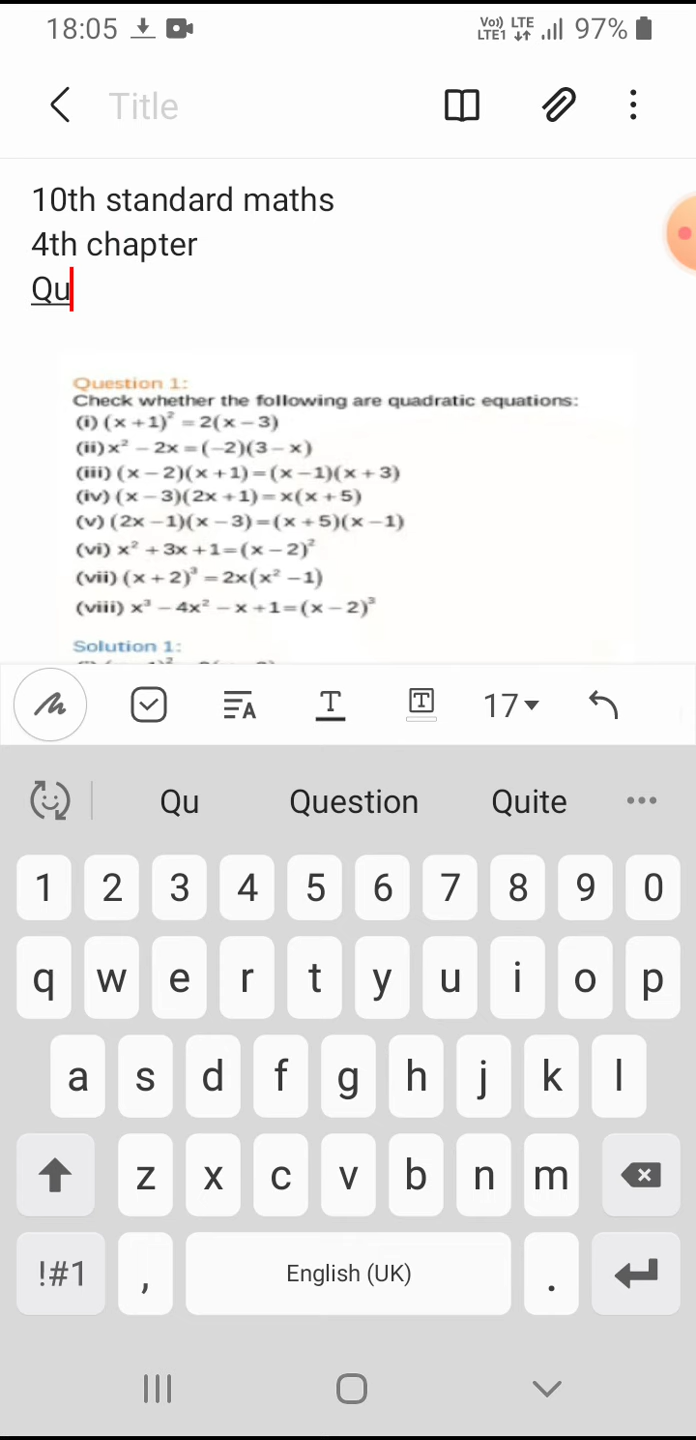 18:05 Vo)) LTE LTE1 97%
Title
10th standard maths
4th chapter
Qu
Question 1:
Check whether the following are quadratic equations:
(i) (x + 1)² = 2(x − 3)
(ii) x² − 2x = (−2)(3 − x)
(iii) (x − 2)(x + 1) = (x − 1)(x + 3)
(iv) (x − 3)(2x + 1) = x(x + 5)
(v) (2x − 1)(x − 3) = (x + 5)(x − 1)
(vi) x² + 3x + 1 = (x − 2)²
(vii) (x + 2)³ = 2x(x² − 1)
(viii) x³ − 4x² − x + 1 = (x − 2)³
Solution 1:
A T T 17
Qu Question Quite
1 2 3 4 5 6 7 8 9 0
q w e r t y u i o p
a s d f g h j k l
z x c v b n m
!#1 , English (UK) .